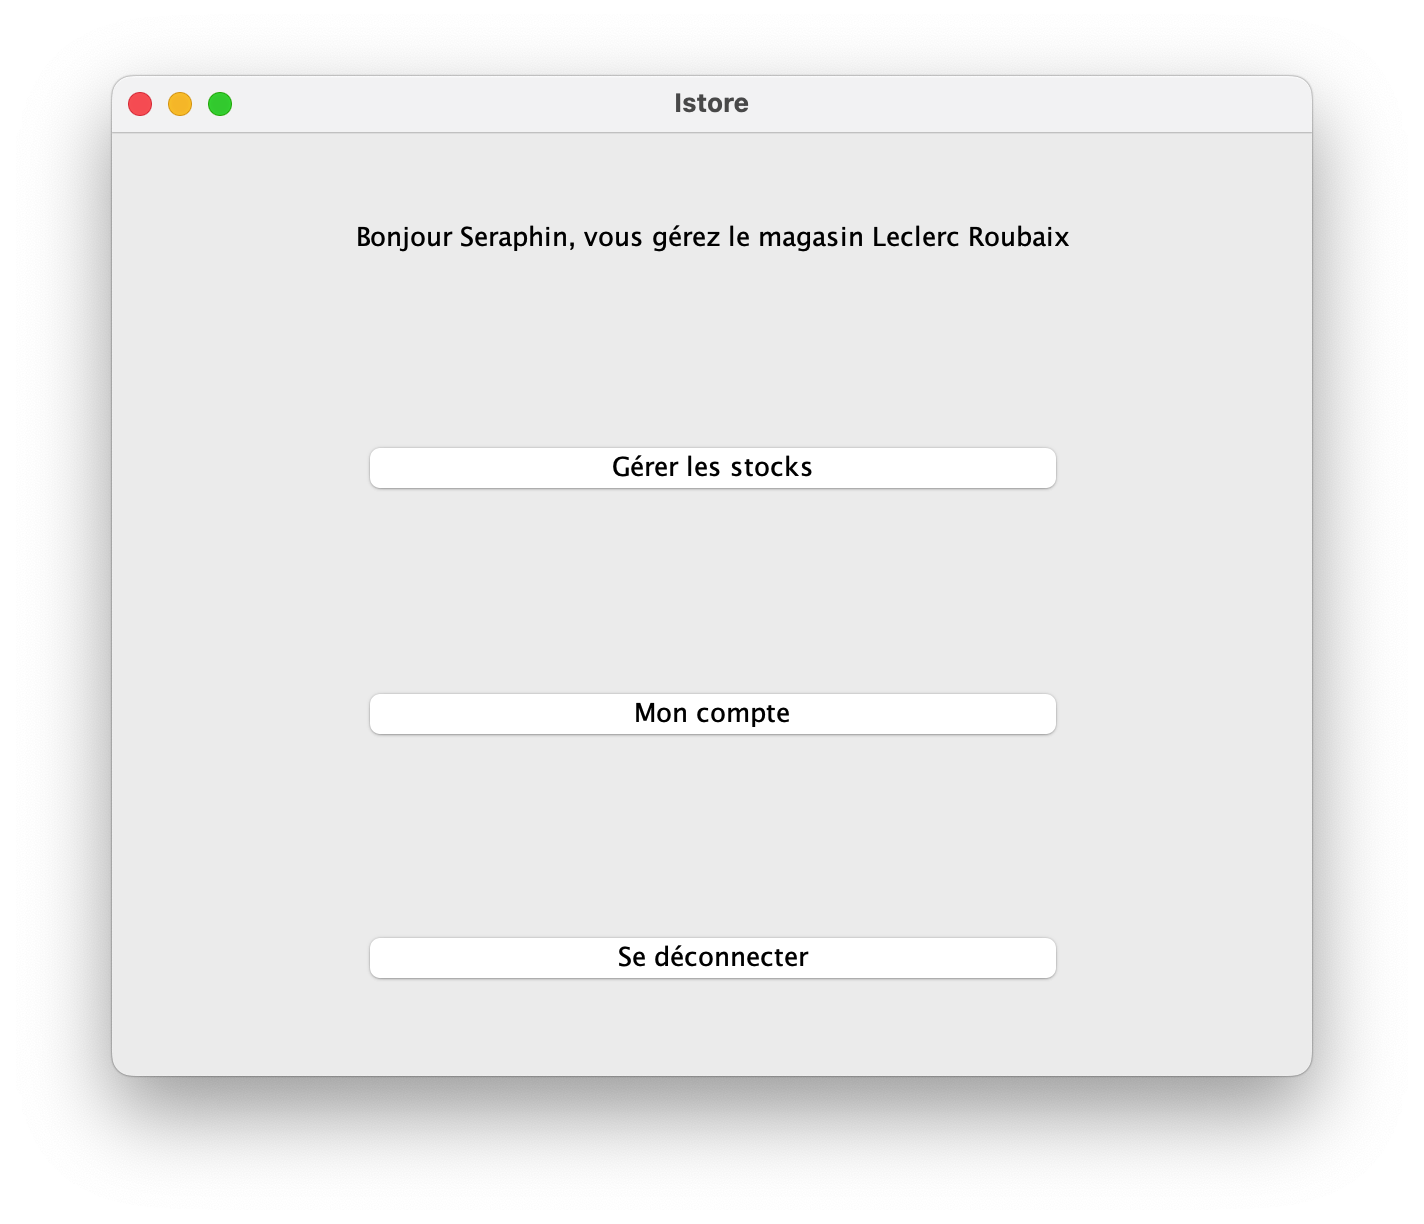 Istore
Bonjour Seraphin, vous gérez le magasin Leclerc Roubaix
Gérer les stocks
Mon compte
Se déconnecter